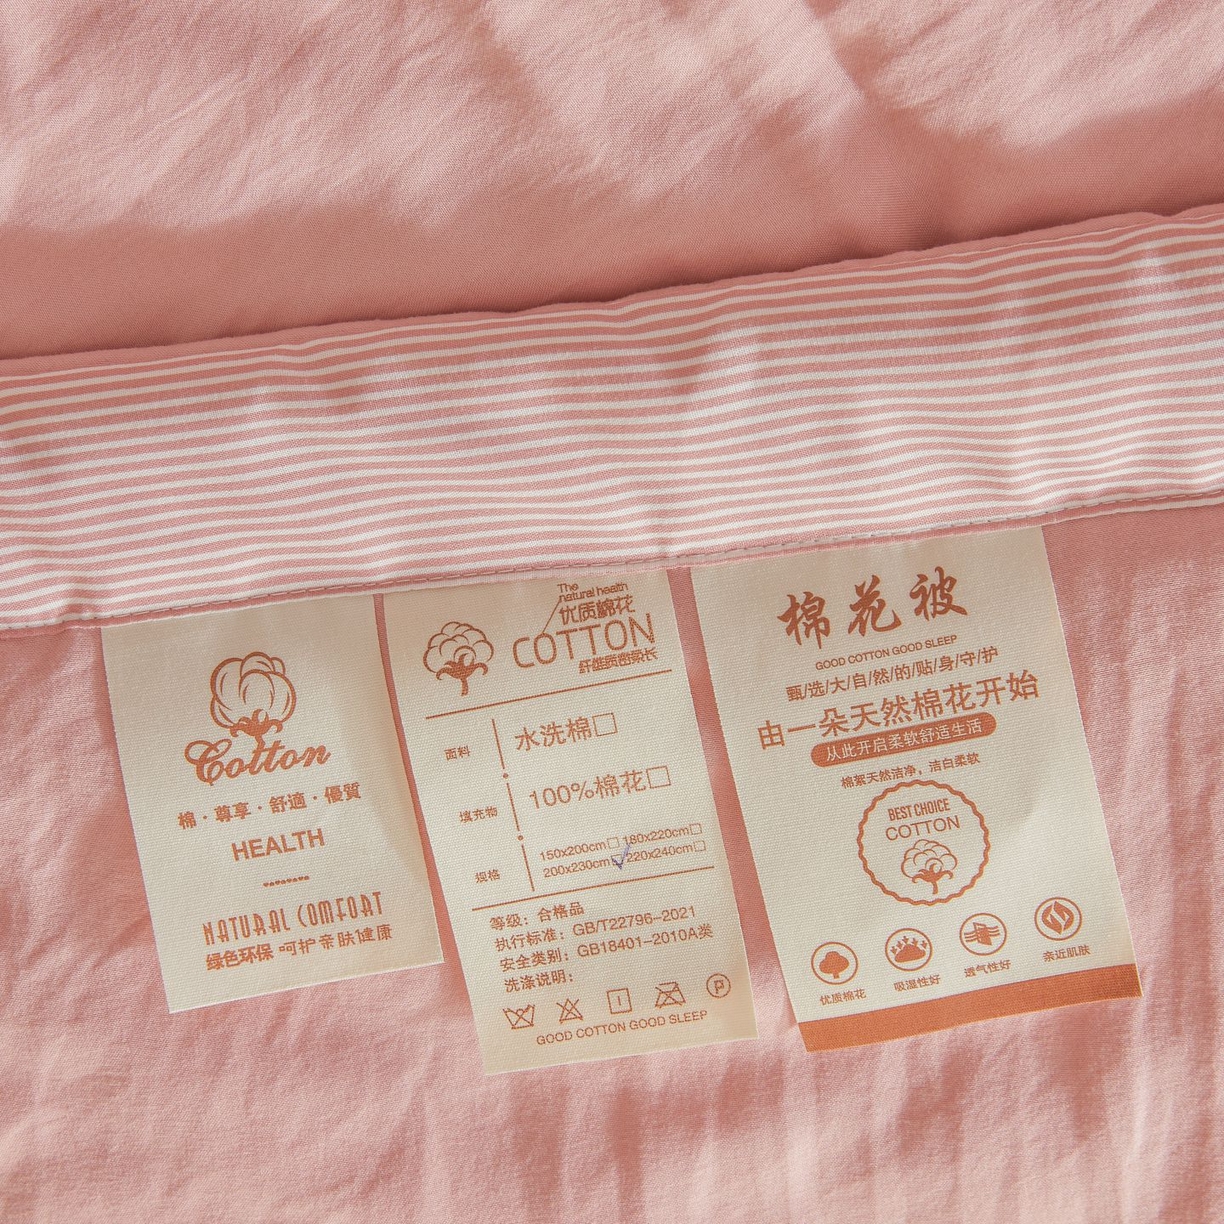 Cotton
棉·尊享·舒適·優質
HEALTH
NATURAL COMFORT
绿色环保 呵护亲肤健康
The
natural health
优质棉花
COTTON
纤维质密柔长
面料
水洗棉□
填充物
100%棉花□
规格
150x200cm□ 180x220cm□
200x230cm☑ 220x240cm□
等级：合格品
执行标准：GB/T22796-2021
安全类别：GB18401-2010A类
洗涤说明：
GOOD COTTON GOOD SLEEP
棉花被
GOOD COTTON GOOD SLEEP
甄/选/大/自/然/的/贴/身/守/护
由一朵天然棉花开始
从此开启柔软舒适生活
棉絮天然洁净，洁白柔软
BEST CHOICE
COTTON
优质棉花
吸湿性好
透气性好
亲近肌肤